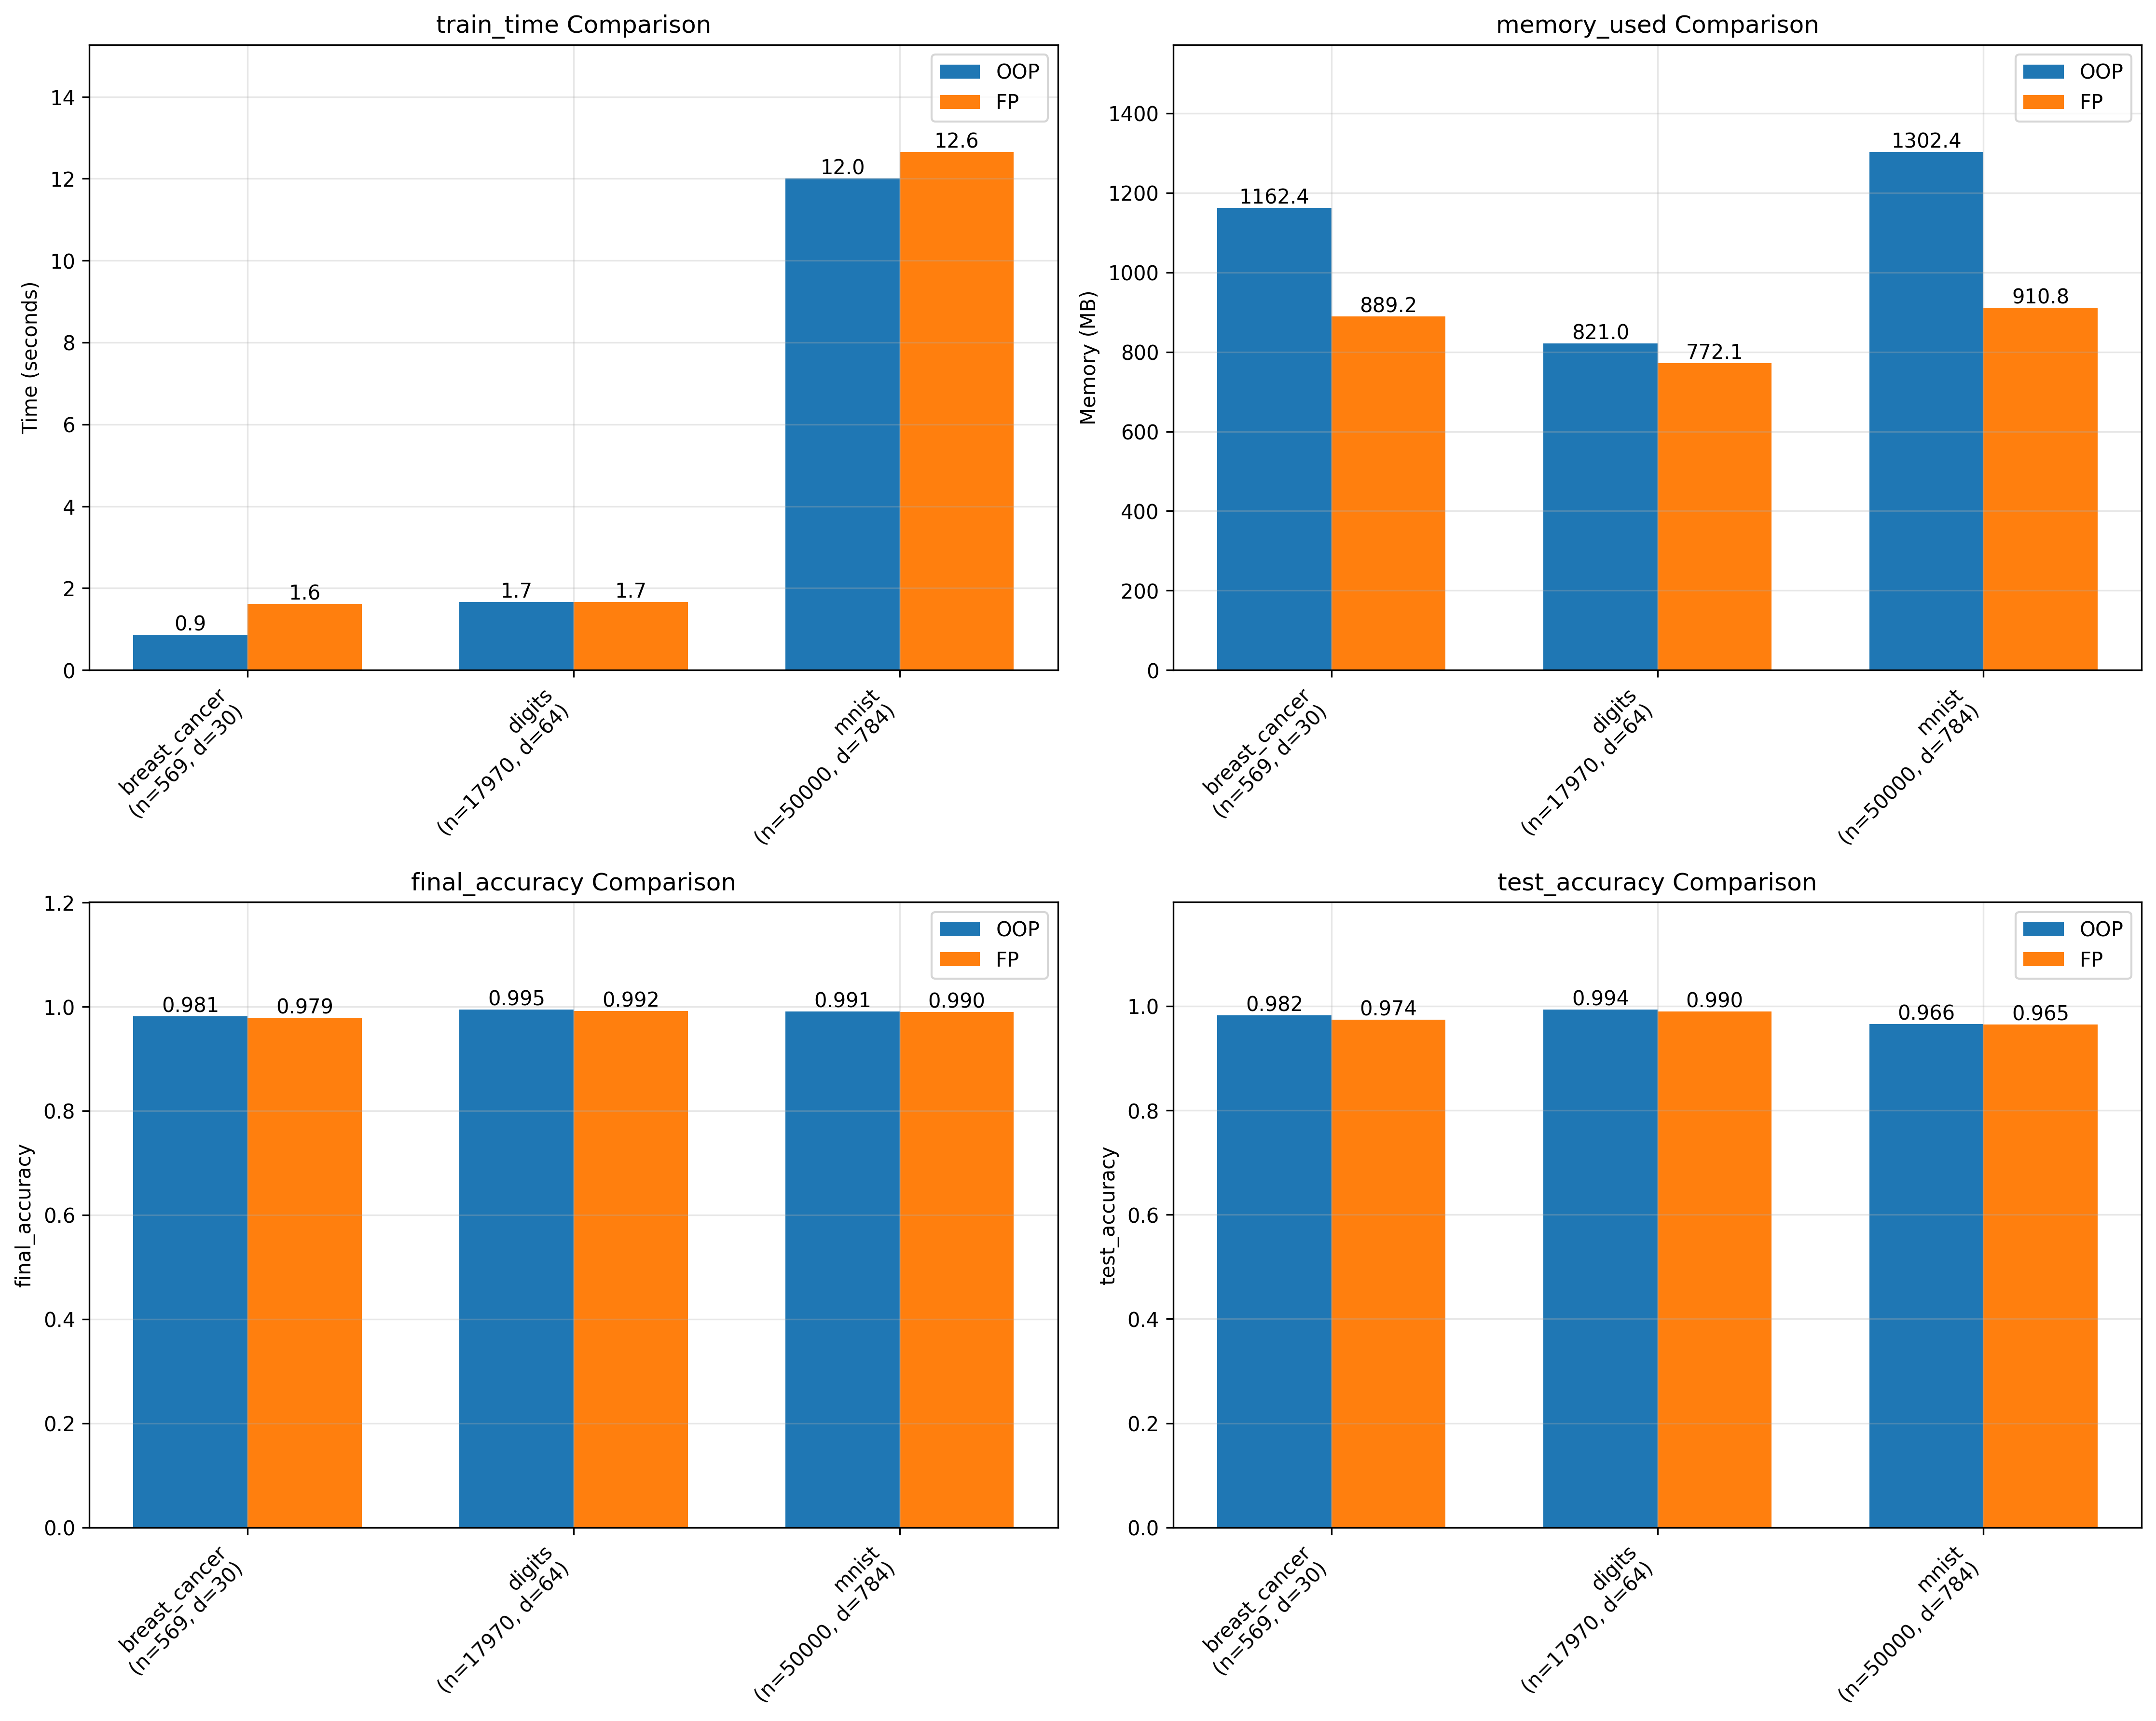 train_time Comparison
OOP
FP
Time (seconds)
14
12
10
8
6
4
2
0
0.9
1.6
1.7
1.7
12.0
12.6
breast_cancer
(n=569, d=30)
digits
(n=17970, d=64)
mnist
(n=50000, d=784)
memory_used Comparison
OOP
FP
Memory (MB)
1400
1200
1000
800
600
400
200
0
1162.4
889.2
821.0
772.1
1302.4
910.8
breast_cancer
(n=569, d=30)
digits
(n=17970, d=64)
mnist
(n=50000, d=784)
final_accuracy Comparison
OOP
FP
final_accuracy
1.2
1.0
0.8
0.6
0.4
0.2
0.0
0.981
0.979
0.995
0.992
0.991
0.990
breast_cancer
(n=569, d=30)
digits
(n=17970, d=64)
mnist
(n=50000, d=784)
test_accuracy Comparison
OOP
FP
test_accuracy
1.0
0.8
0.6
0.4
0.2
0.0
0.982
0.974
0.994
0.990
0.966
0.965
breast_cancer
(n=569, d=30)
digits
(n=17970, d=64)
mnist
(n=50000, d=784)